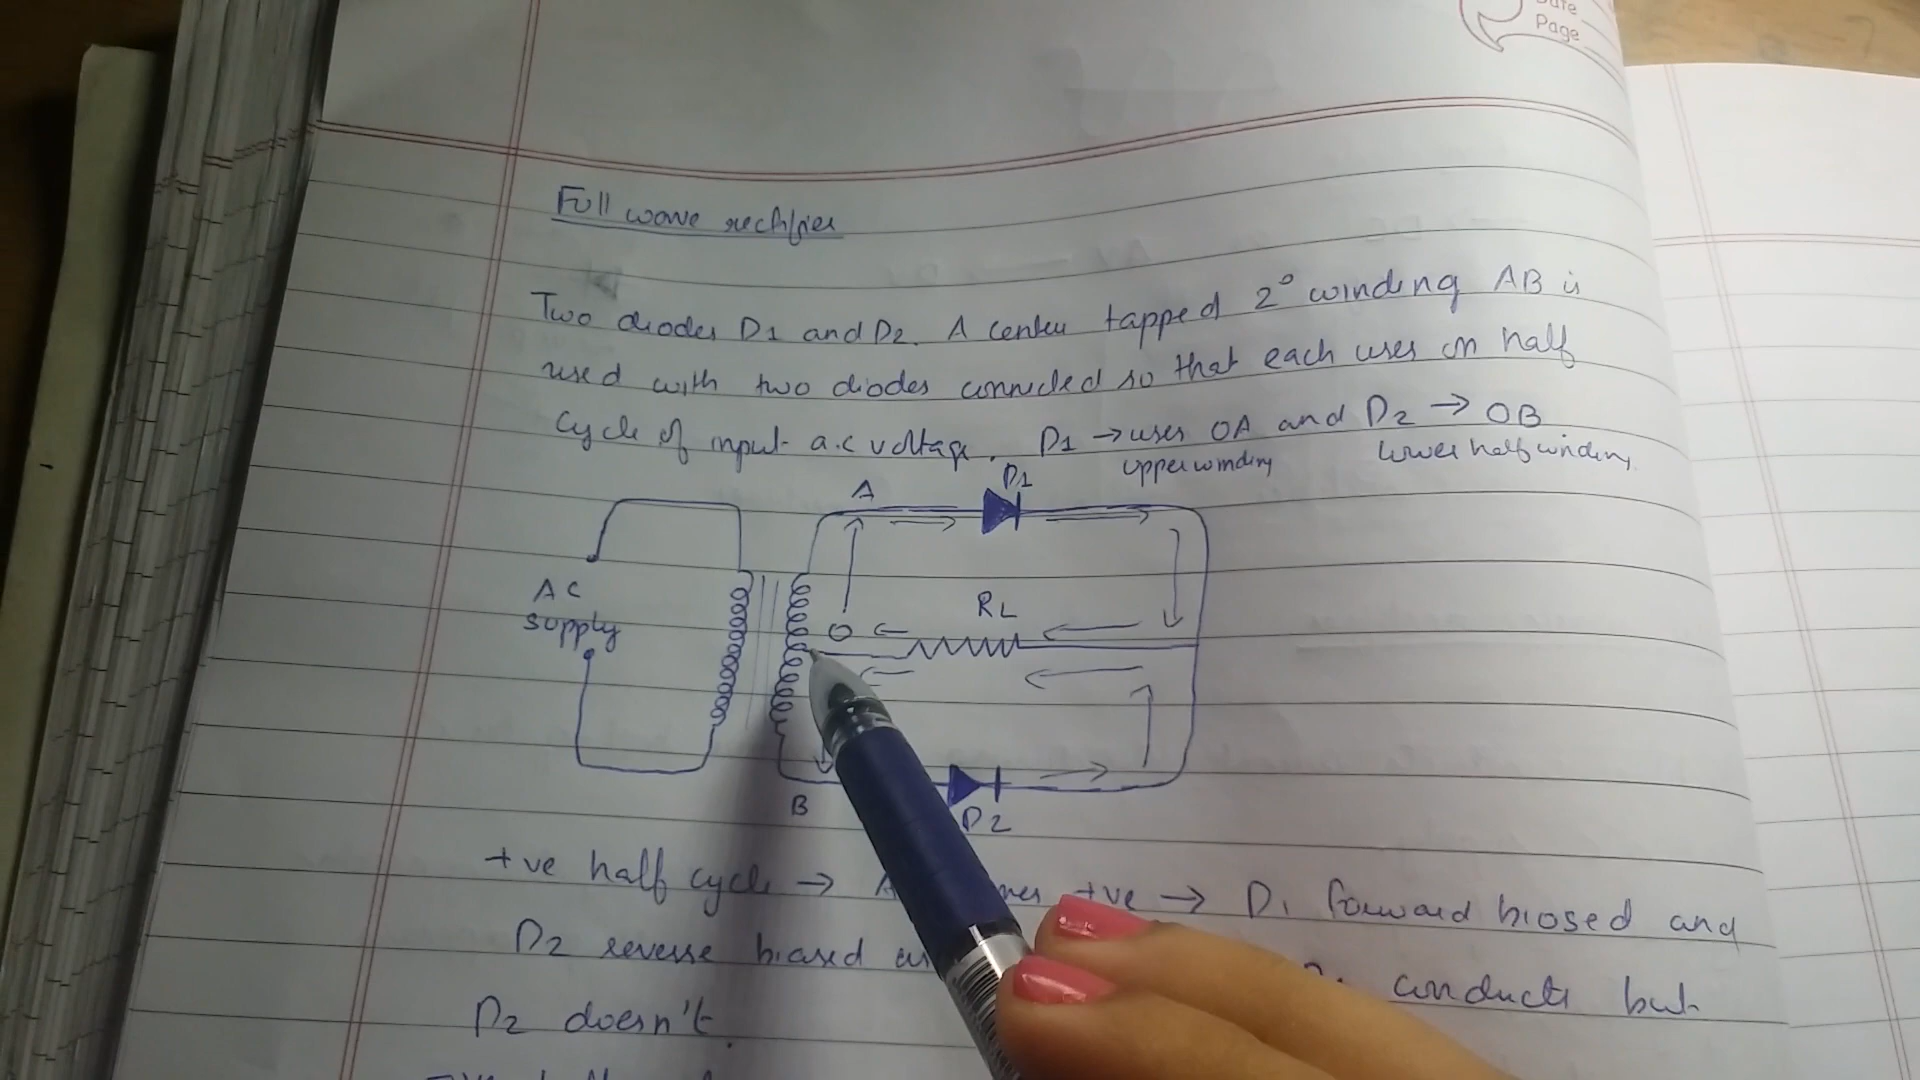 Date
Page
Full wave rectifier
Two diodes D1 and D2. A center tapped 2° winding AB is
used with two diodes connected so that each uses on half
cycle of input a.c voltage. D1 → uses OA and D2 → OB
upper winding lower half winding
A D1
AC
supply
O RL
B D2
+ve half cycle → +ve → D1 forward biased and
D2 reverse biased conducts but
D2 doesn't.